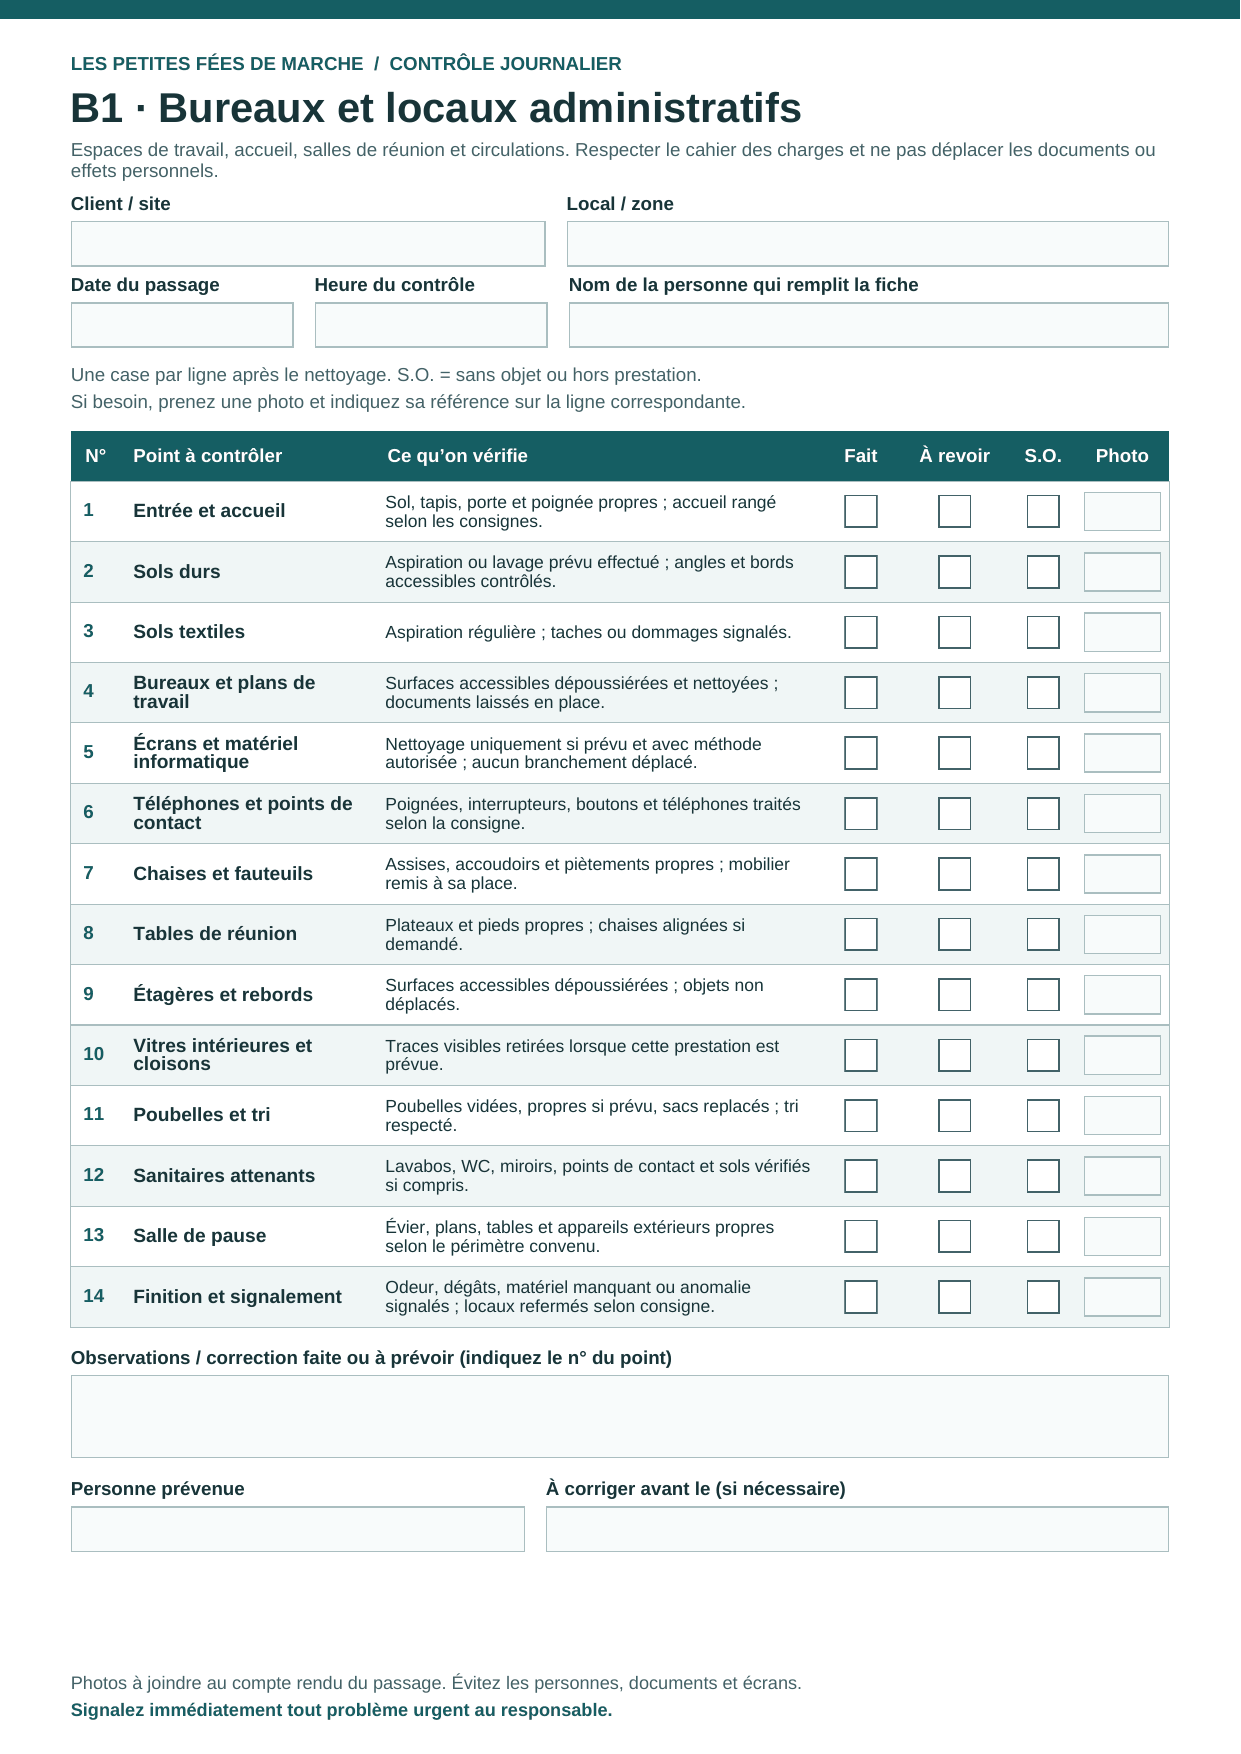 LES PETITES FÉES DE MARCHE / CONTRÔLE JOURNALIER
B1 · Bureaux et locaux administratifs
Espaces de travail, accueil, salles de réunion et circulations. Respecter le cahier des charges et ne pas déplacer les documents ou
effets personnels.
Client / site
Local / zone
Date du passage
Heure du contrôle
Nom de la personne qui remplit la fiche
Une case par ligne après le nettoyage. S.O. = sans objet ou hors prestation.
Si besoin, prenez une photo et indiquez sa référence sur la ligne correspondante.
N° Point à contrôler Ce qu’on vérifie Fait À revoir S.O. Photo
1 Entrée et accueil
Sol, tapis, porte et poignée propres ; accueil rangé
selon les consignes.
2 Sols durs
Aspiration ou lavage prévu effectué ; angles et bords
accessibles contrôlés.
3 Sols textiles
Aspiration régulière ; taches ou dommages signalés.
4 Bureaux et plans de
travail
Surfaces accessibles dépoussiérées et nettoyées ;
documents laissés en place.
5 Écrans et matériel
informatique
Nettoyage uniquement si prévu et avec méthode
autorisée ; aucun branchement déplacé.
6 Téléphones et points de
contact
Poignées, interrupteurs, boutons et téléphones traités
selon la consigne.
7 Chaises et fauteuils
Assises, accoudoirs et piètements propres ; mobilier
remis à sa place.
8 Tables de réunion
Plateaux et pieds propres ; chaises alignées si
demandé.
9 Étagères et rebords
Surfaces accessibles dépoussiérées ; objets non
déplacés.
10 Vitres intérieures et
cloisons
Traces visibles retirées lorsque cette prestation est
prévue.
11 Poubelles et tri
Poubelles vidées, propres si prévu, sacs replacés ; tri
respecté.
12 Sanitaires attenants
Lavabos, WC, miroirs, points de contact et sols vérifiés
si compris.
13 Salle de pause
Évier, plans, tables et appareils extérieurs propres
selon le périmètre convenu.
14 Finition et signalement
Odeur, dégâts, matériel manquant ou anomalie
signalés ; locaux refermés selon consigne.
Observations / correction faite ou à prévoir (indiquez le n° du point)
Personne prévenue
À corriger avant le (si nécessaire)
Photos à joindre au compte rendu du passage. Évitez les personnes, documents et écrans.
Signalez immédiatement tout problème urgent au responsable.